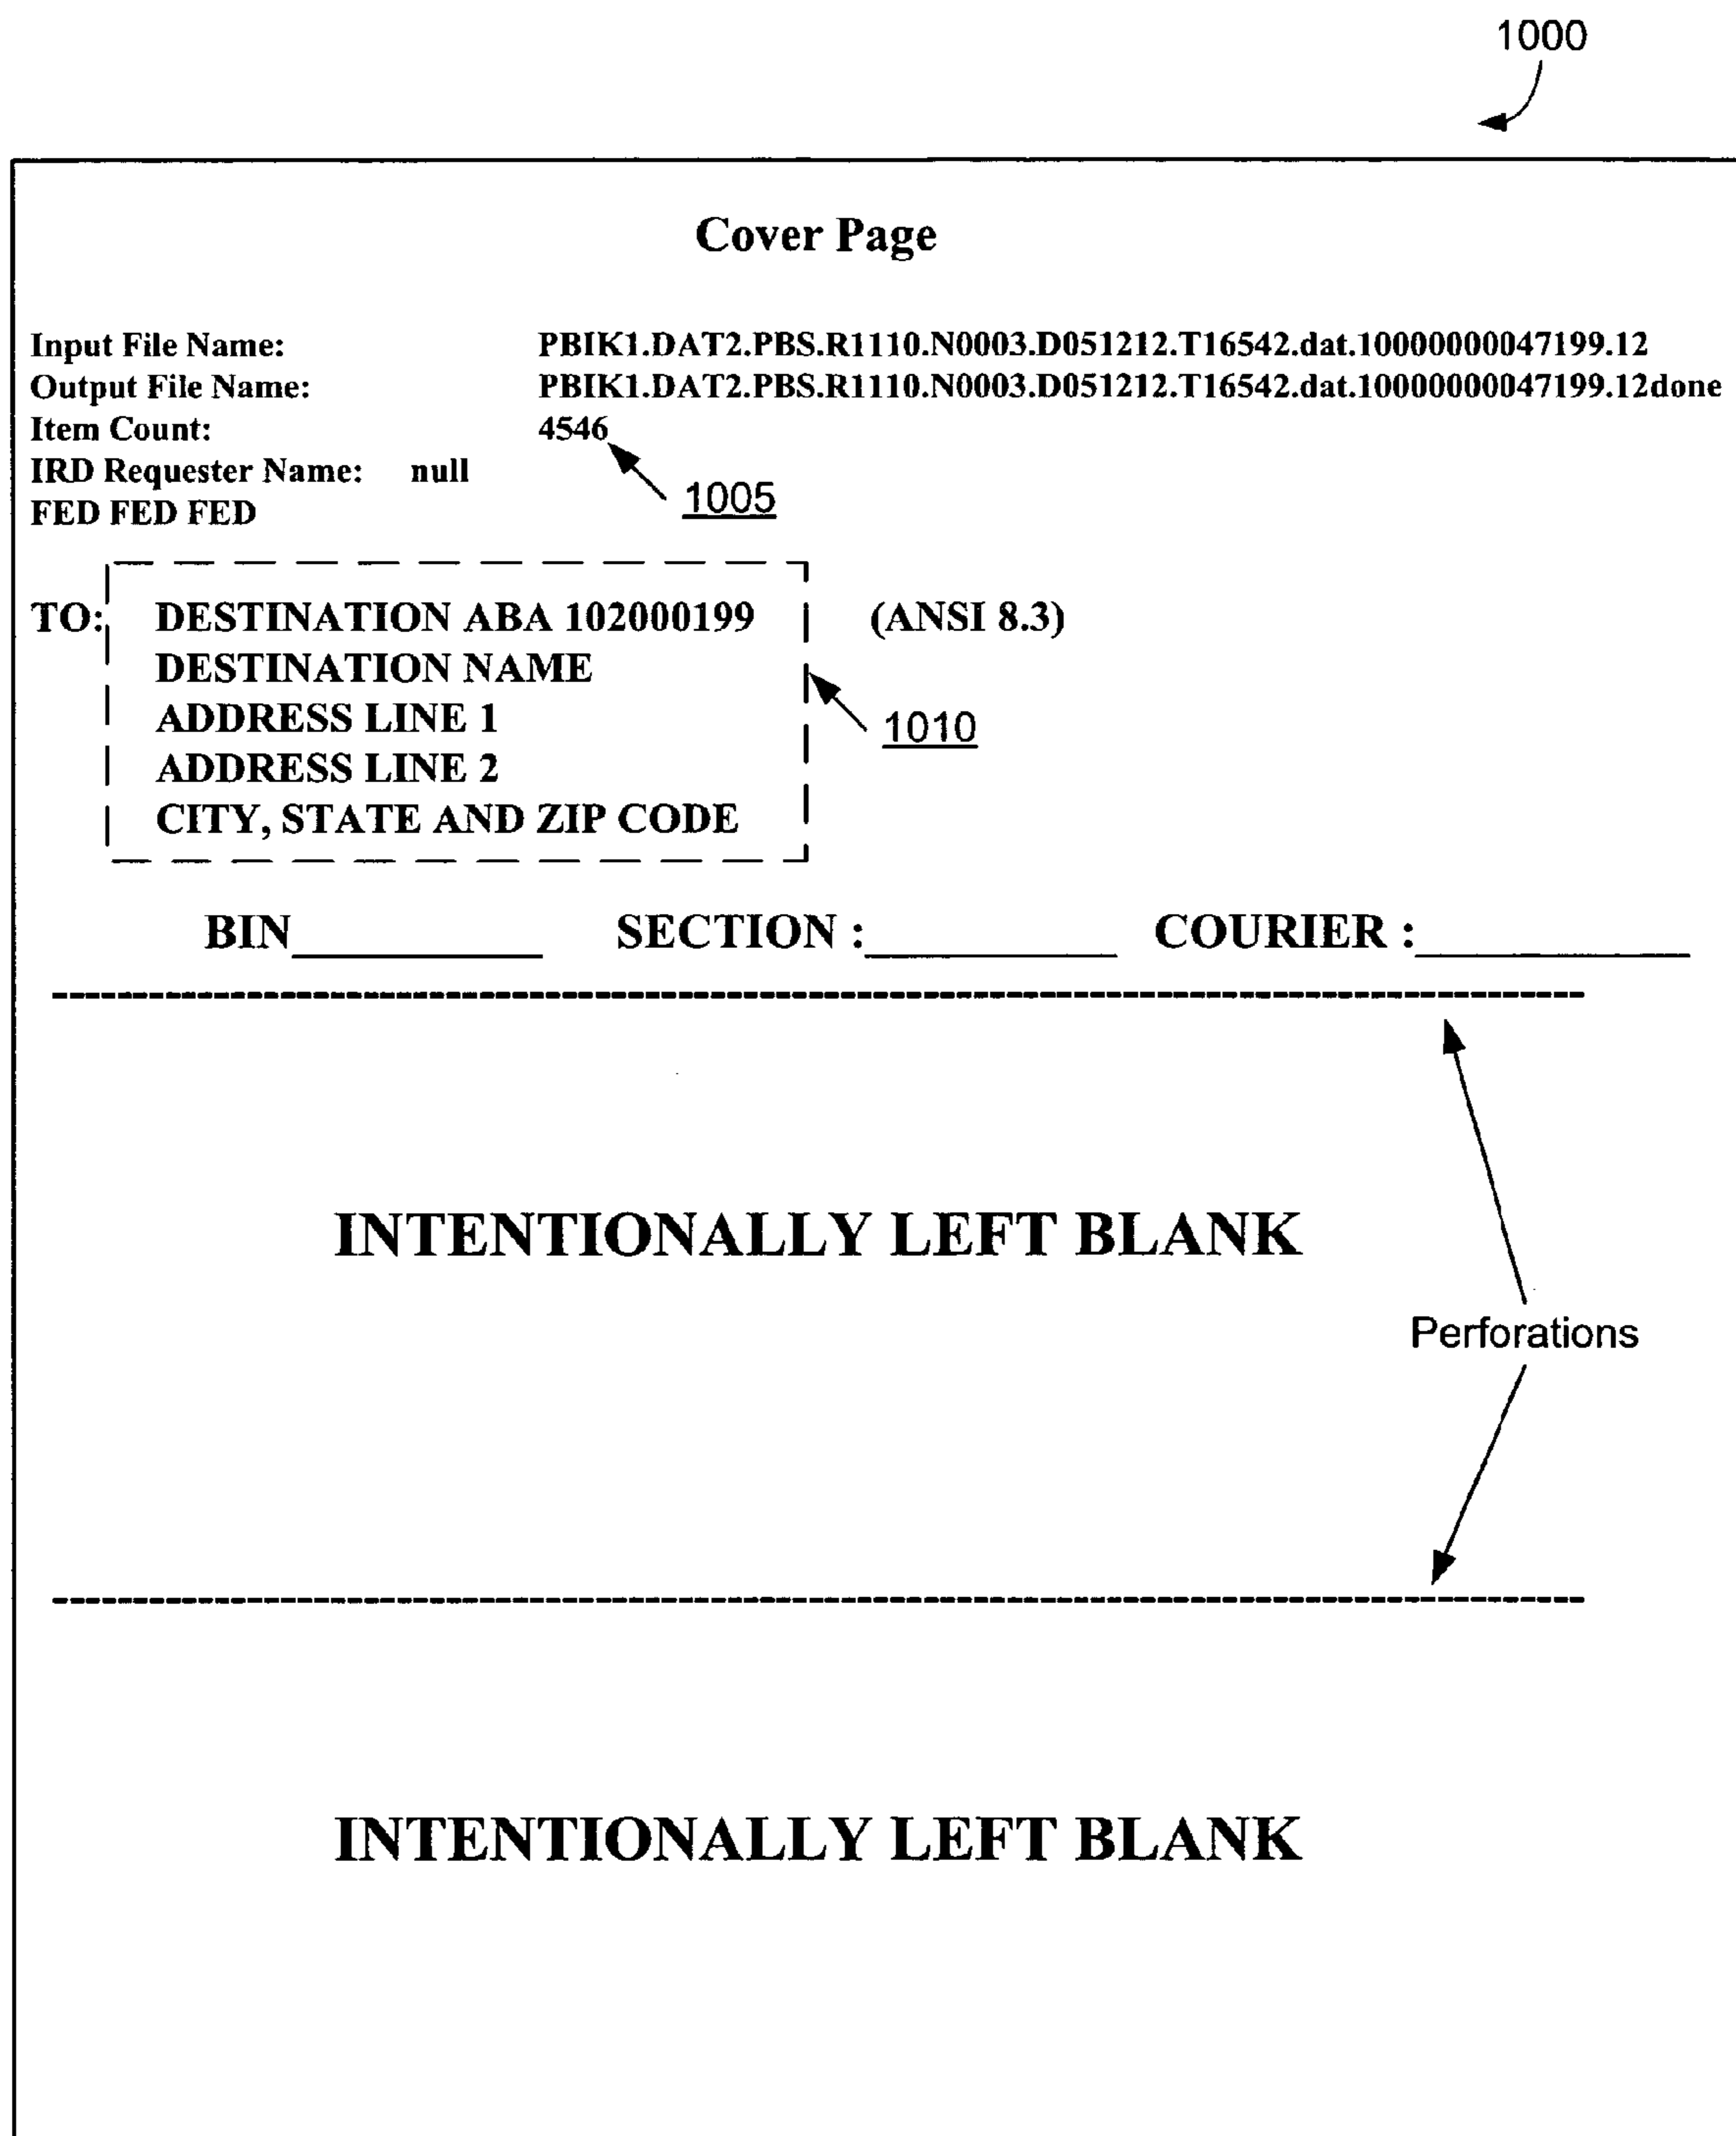 1000
Cover Page
Input File Name: PBIK1.DAT2.PBS.R1110.N0003.D051212.T16542.dat.10000000047199.12
Output File Name: PBIK1.DAT2.PBS.R1110.N0003.D051212.T16542.dat.10000000047199.12done
Item Count: 4546
IRD Requester Name: null
1005
FED FED FED
TO: DESTINATION ABA 102000199 (ANSI 8.3)
DESTINATION NAME
ADDRESS LINE 1
1010
ADDRESS LINE 2
CITY, STATE AND ZIP CODE
BIN__________ SECTION :__________ COURIER :__________
INTENTIONALLY LEFT BLANK
Perforations
INTENTIONALLY LEFT BLANK